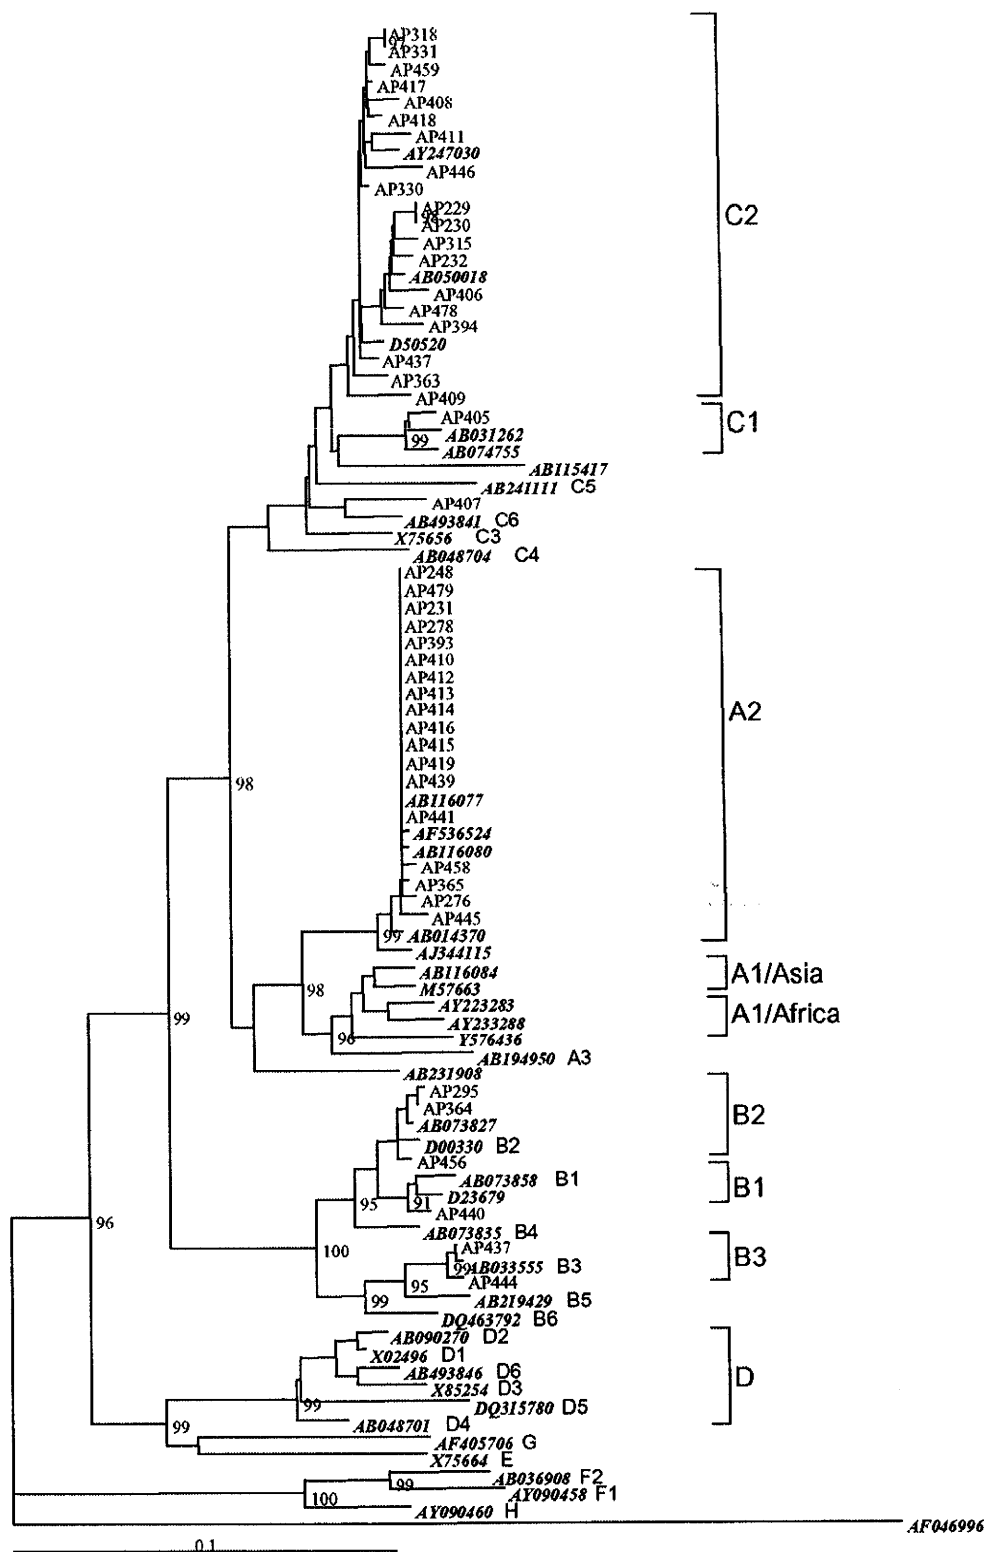 AP318
97
AP331
AP459
AP417
AP408
AP418
AP411
AY247030
AP446
AP330
C2
AP229
98
AP230
AP315
AP232
AB050018
AP406
AP478
AP394
D50520
AP437
AP363
AP409
AP405
C1
AB031262
99
AB074755
AB115417
AB241111 C5
AP407
AB493841 C6
X75656 C3
AB048704 C4
AP248
AP479
AP231
AP278
AP393
AP410
AP412
AP413
AP414
A2
AP416
AP415
AP419
98
AP439
AB116077
AP441
AF536524
AB116080
AP458
AP365
AP276
AP445
99 AB014370
AJ344115
AB116084
A1/Asia
98
M57663
AY223283
A1/Africa
99
AY233288
96
Y576436
AB194950 A3
AB231908
AP295
AP364
B2
AB073827
D00330 B2
AP456
AB073858 B1
B1
95
91
D23679
AP440
96
AB073835 B4
100
AP437
B3
99
AB033555 B3
AP444
95
AB219429 B5
99
DQ463792 B6
AB090270 D2
X02496 D1
AB493846 D6
D
X85254 D3
99
DQ315780 D5
99
AB048701 D4
AF405706 G
X75664 E
AB036908 F2
99
AY090458 F1
100
AY090460 H
AF046996
0.1